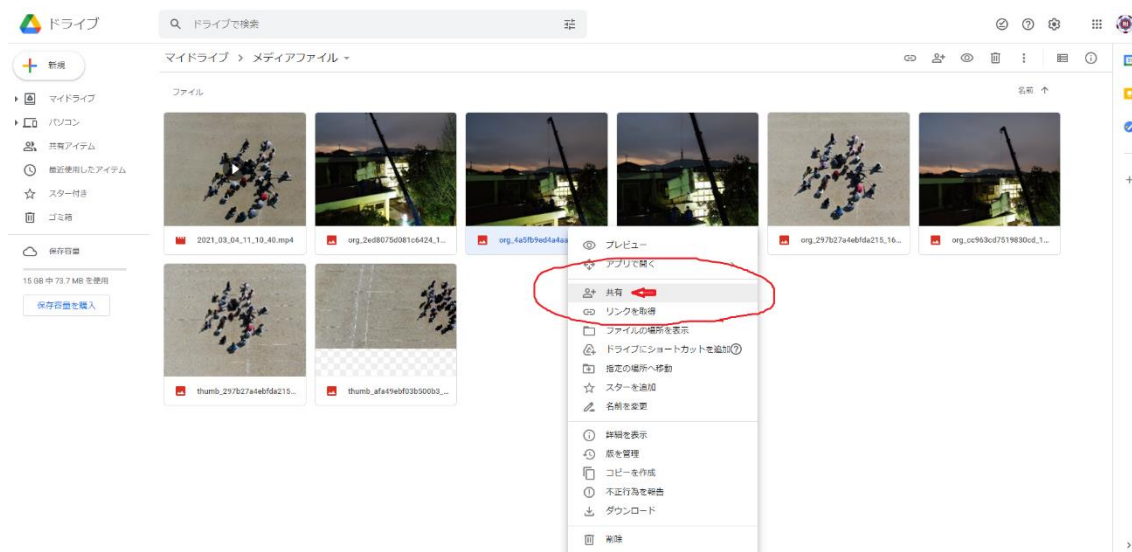 ドライブ
ドライブで検索
新規
マイドライブ
パソコン
共有アイテム
最近使用したアイテム
スター付き
ゴミ箱
保存容量
15 GB 中 73.7 MB を使用
保存容量を購入
マイドライブ > メディアファイル
ファイル
名前
2021_03_04_11_10_40.mp4
org_2ed8075d081c6424_1...
org_4a5fb9ed4a4aa
org_297b27a4ebfda215_16...
org_cc963cd7519830cd_1...
thumb_297b27a4ebfda215...
thumb_afa49ebf03b500b3_...
プレビュー
アプリで開く
共有
リンクを取得
ファイルの場所を表示
ドライブにショートカットを追加
指定の場所へ移動
スターを追加
名前を変更
詳細を表示
版を管理
コピーを作成
不正行為を報告
ダウンロード
削除